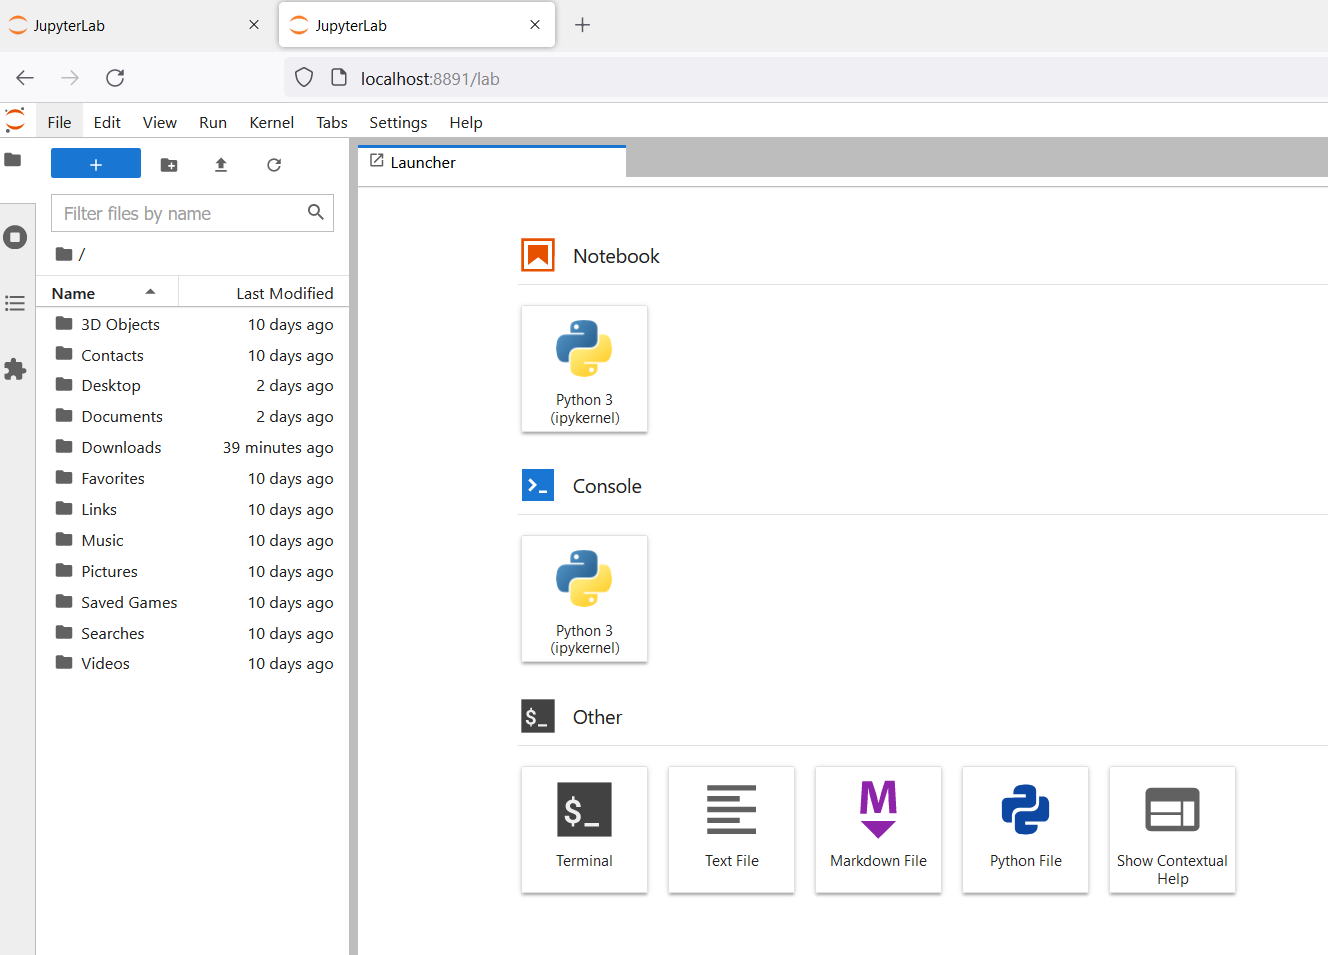 JupyterLab
JupyterLab
localhost:8891/lab
File Edit View Run Kernel Tabs Settings Help
Launcher
Filter files by name
/
Name Last Modified
3D Objects 10 days ago
Contacts 10 days ago
Desktop 2 days ago
Documents 2 days ago
Downloads 39 minutes ago
Favorites 10 days ago
Links 10 days ago
Music 10 days ago
Pictures 10 days ago
Saved Games 10 days ago
Searches 10 days ago
Videos 10 days ago
Notebook
Python 3
(ipykernel)
Console
Python 3
(ipykernel)
$_ Other
$_
Terminal
Text File
M
Markdown File
Python File
Show Contextual
Help